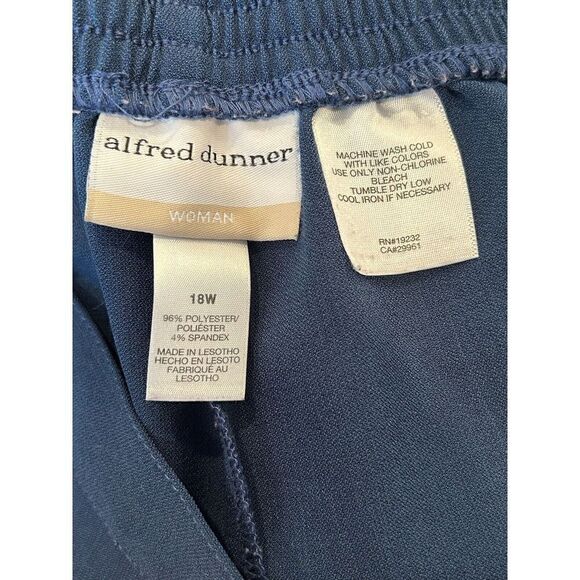 alfred dunner
WOMAN
18W
96% POLYESTER/
POLIÉSTER
4% SPANDEX
MADE IN LESOTHO
HECHO EN LESOTO
FABRIQUÉ AU
LESOTHO
MACHINE WASH COLD
WITH LIKE COLORS
USE ONLY NON-CHLORINE
BLEACH
TUMBLE DRY LOW
COOL IRON IF NECESSARY
RN#19232
CA#29961